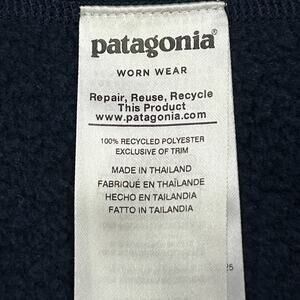 patagonia®
WORN WEAR
Repair, Reuse, Recycle
This Product
www.patagonia.com
100% RECYCLED POLYESTER
EXCLUSIVE OF TRIM
MADE IN THAILAND
FABRIQUÉ EN THAÏLANDE
HECHO EN TAILANDIA
FATTO IN TAILANDIA